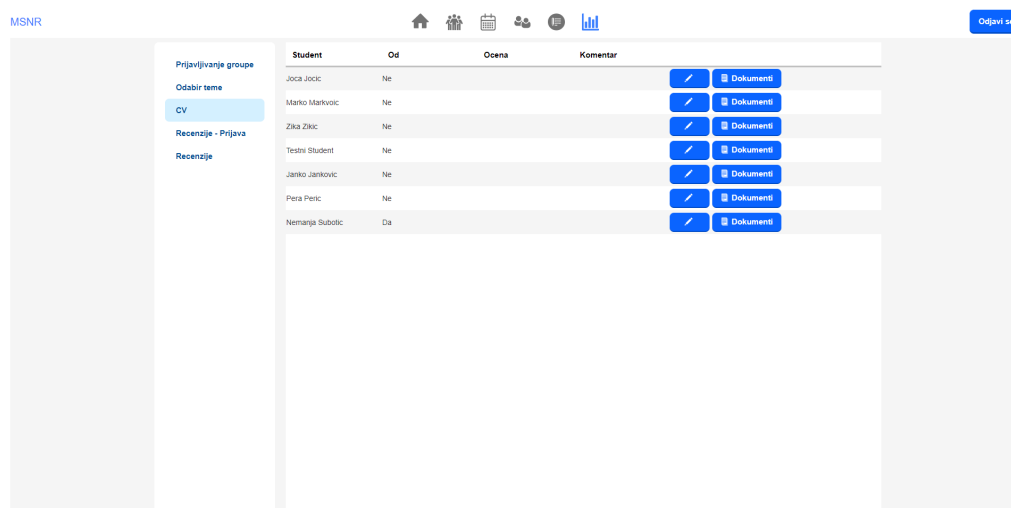 MSNR
Odjavi se
Prijavljivanje groupe
Odabir teme
CV
Recenzije - Prijava
Recenzije
Student Od Ocena Komentar
Joca Jocic Ne Dokumenti
Marko Markvoic Ne Dokumenti
Zika Zikic Ne Dokumenti
Testni Student Ne Dokumenti
Janko Jankovic Ne Dokumenti
Pera Peric Ne Dokumenti
Nemanja Subotic Da Dokumenti